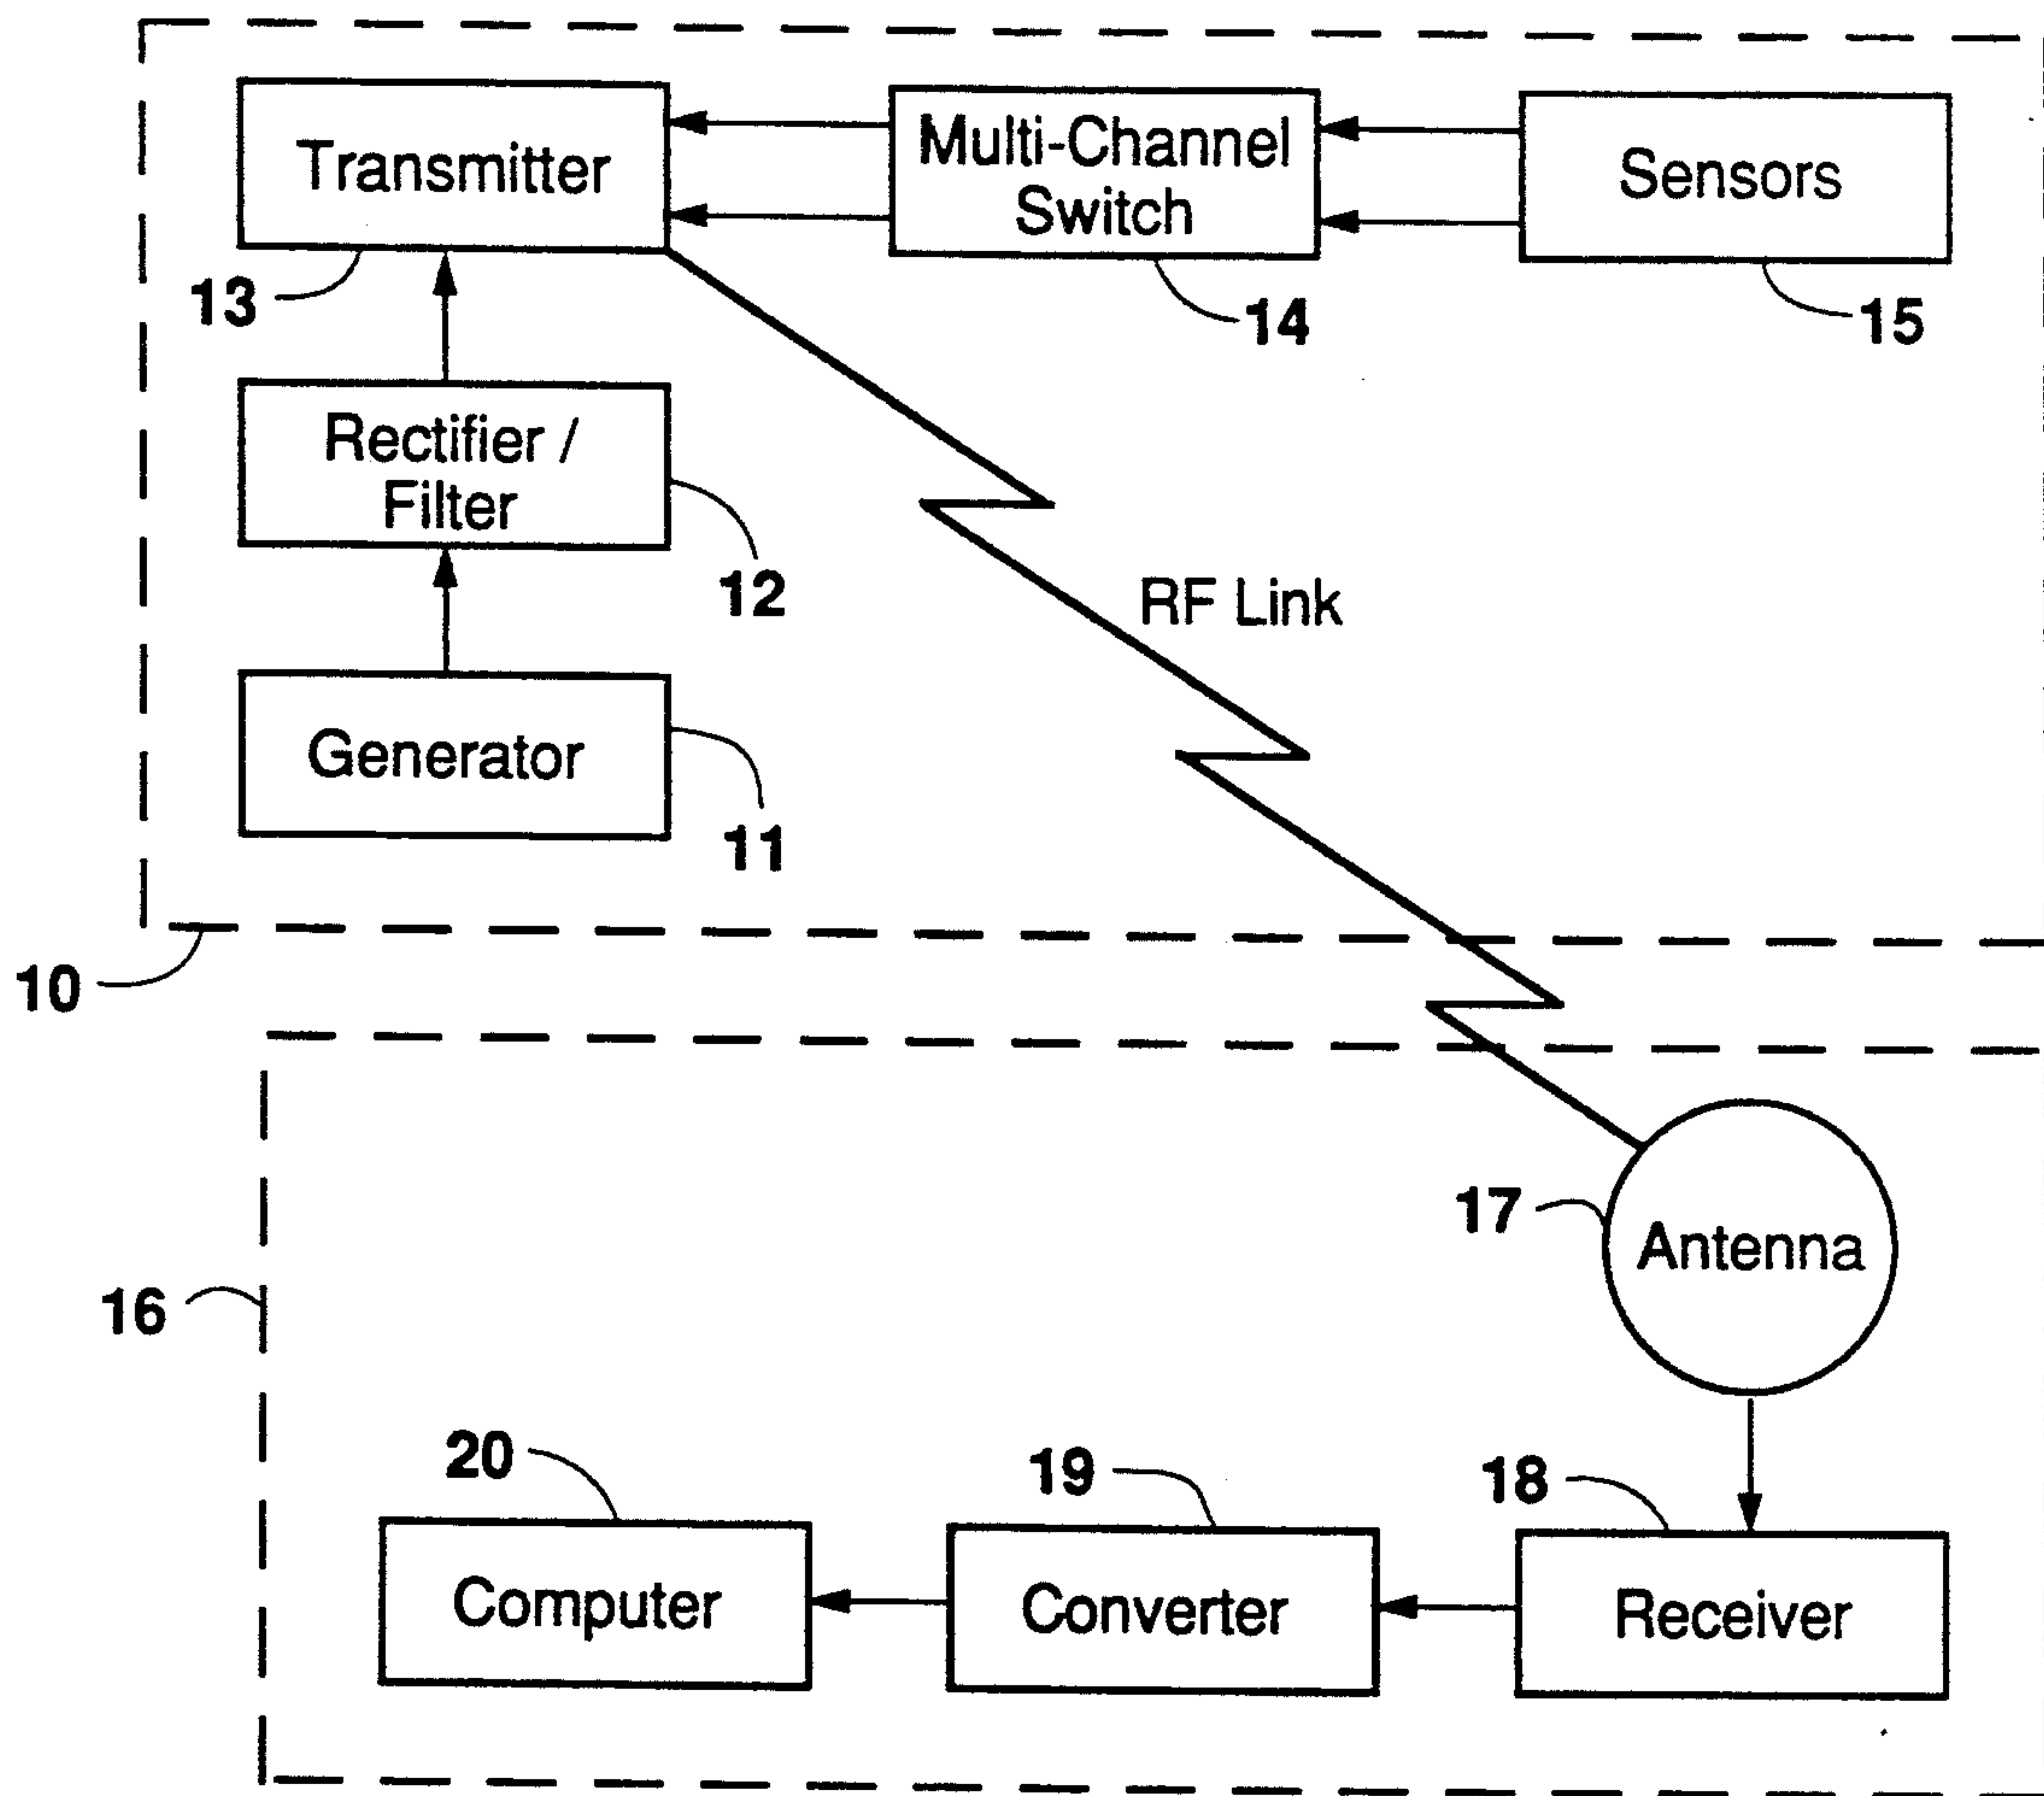 Transmitter
Multi-Channel
Switch
Sensors
13
14
15
Rectifier /
Filter
12
RF Link
Generator
11
10
17
Antenna
16
20
19
18
Computer
Converter
Receiver